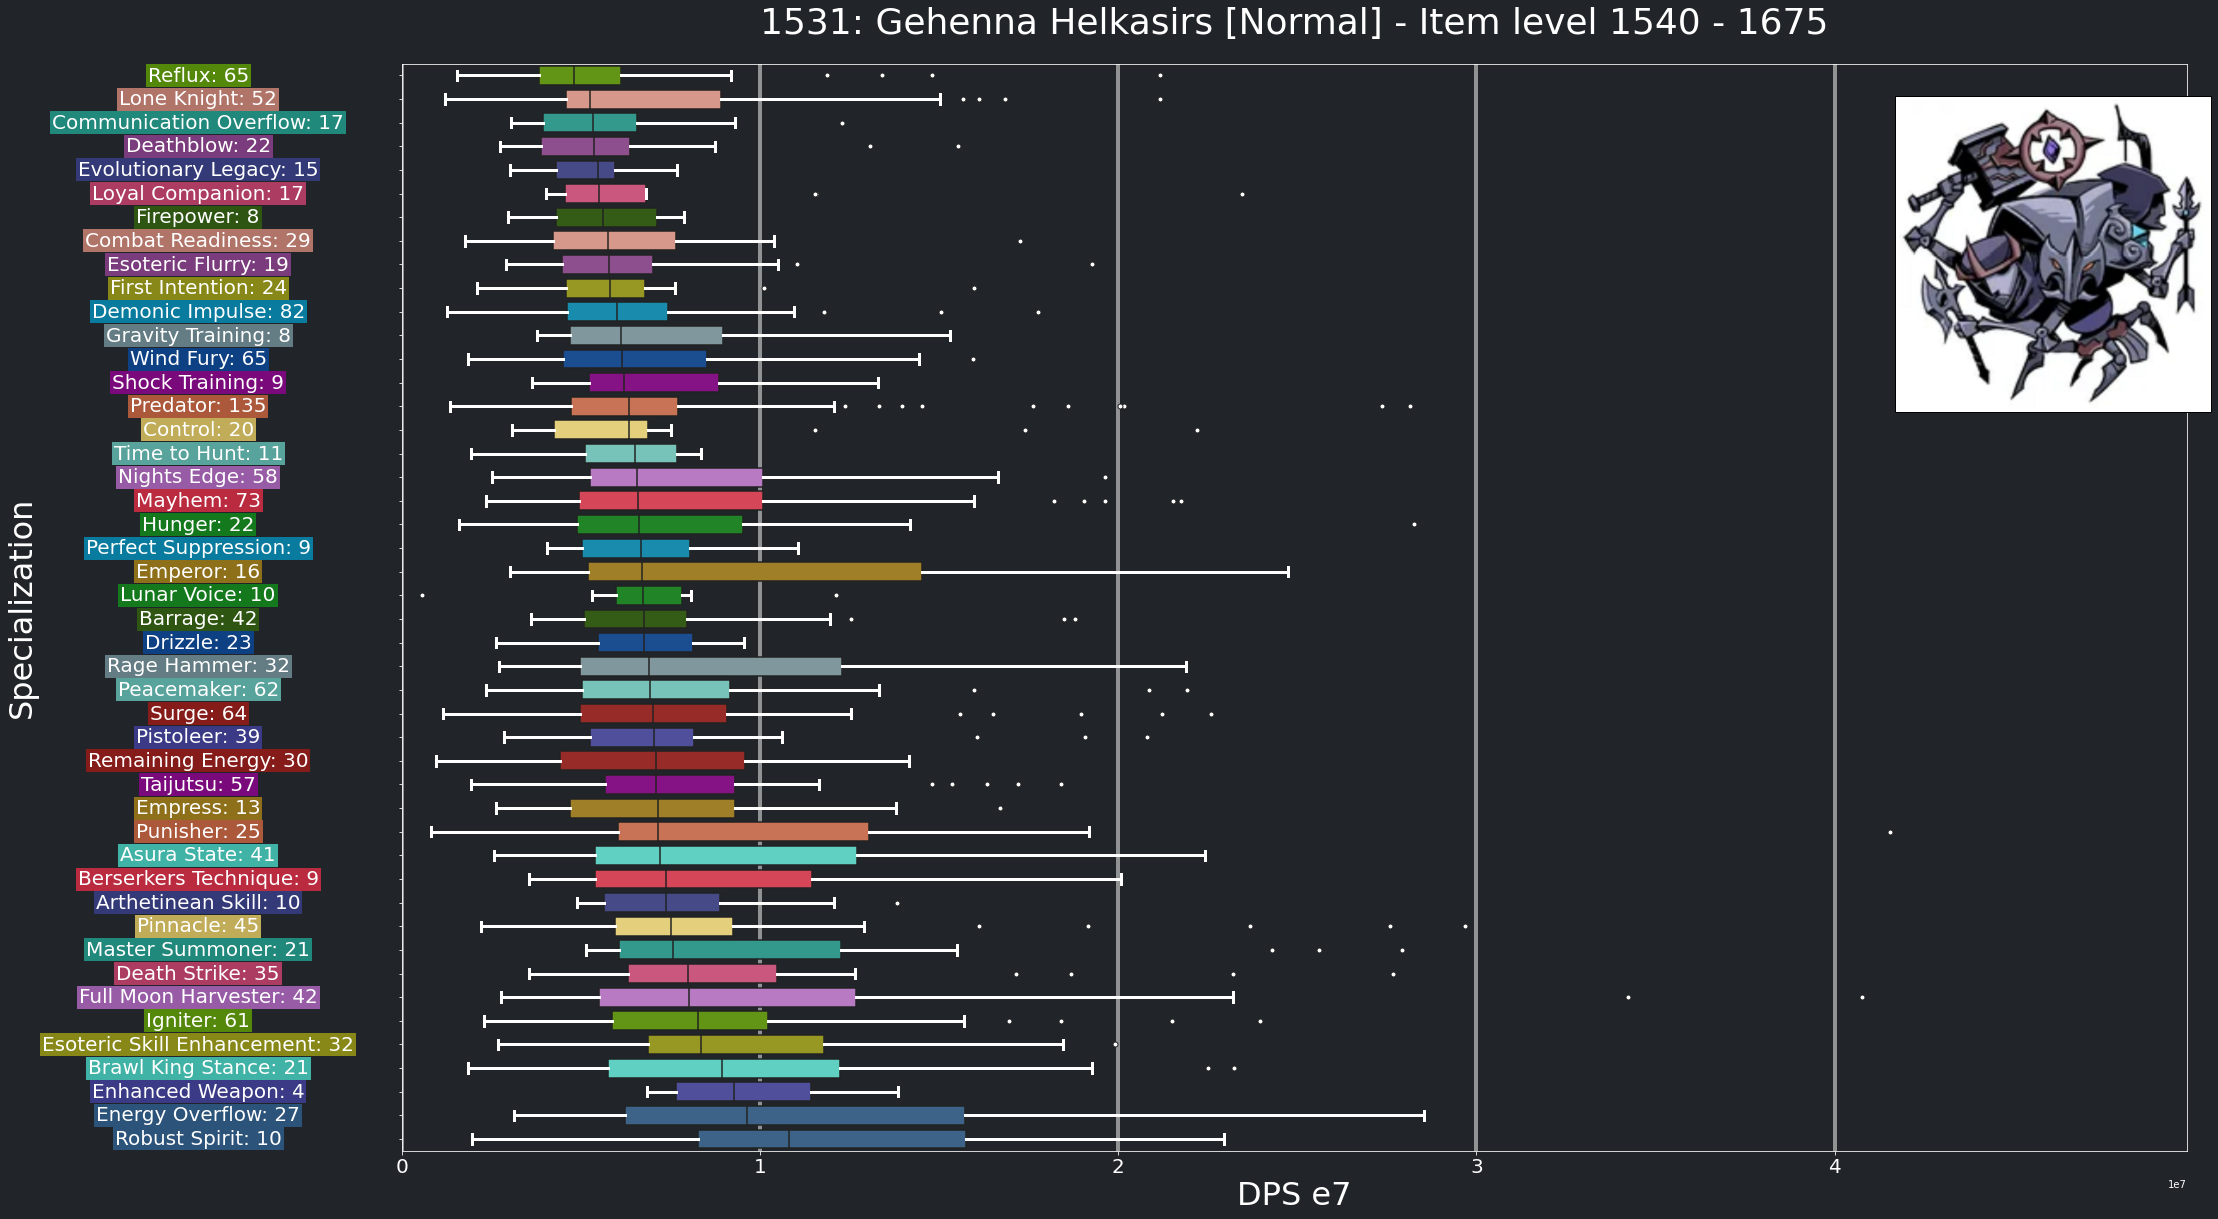 1531: Gehenna Helkasirs [Normal] - Item level 1540 - 1675
Specialization
Reflux: 65
Lone Knight: 52
Communication Overflow: 17
Deathblow: 22
Evolutionary Legacy: 15
Loyal Companion: 17
Firepower: 8
Combat Readiness: 29
Esoteric Flurry: 19
First Intention: 24
Demonic Impulse: 82
Gravity Training: 8
Wind Fury: 65
Shock Training: 9
Predator: 135
Control: 20
Time to Hunt: 11
Nights Edge: 58
Mayhem: 73
Hunger: 22
Perfect Suppression: 9
Emperor: 16
Lunar Voice: 10
Barrage: 42
Drizzle: 23
Rage Hammer: 32
Peacemaker: 62
Surge: 64
Pistoleer: 39
Remaining Energy: 30
Taijutsu: 57
Empress: 13
Punisher: 25
Asura State: 41
Berserkers Technique: 9
Arthetinean Skill: 10
Pinnacle: 45
Master Summoner: 21
Death Strike: 35
Full Moon Harvester: 42
Igniter: 61
Esoteric Skill Enhancement: 32
Brawl King Stance: 21
Enhanced Weapon: 4
Energy Overflow: 27
Robust Spirit: 10
0 1 2 3 4
1e7
DPS e7